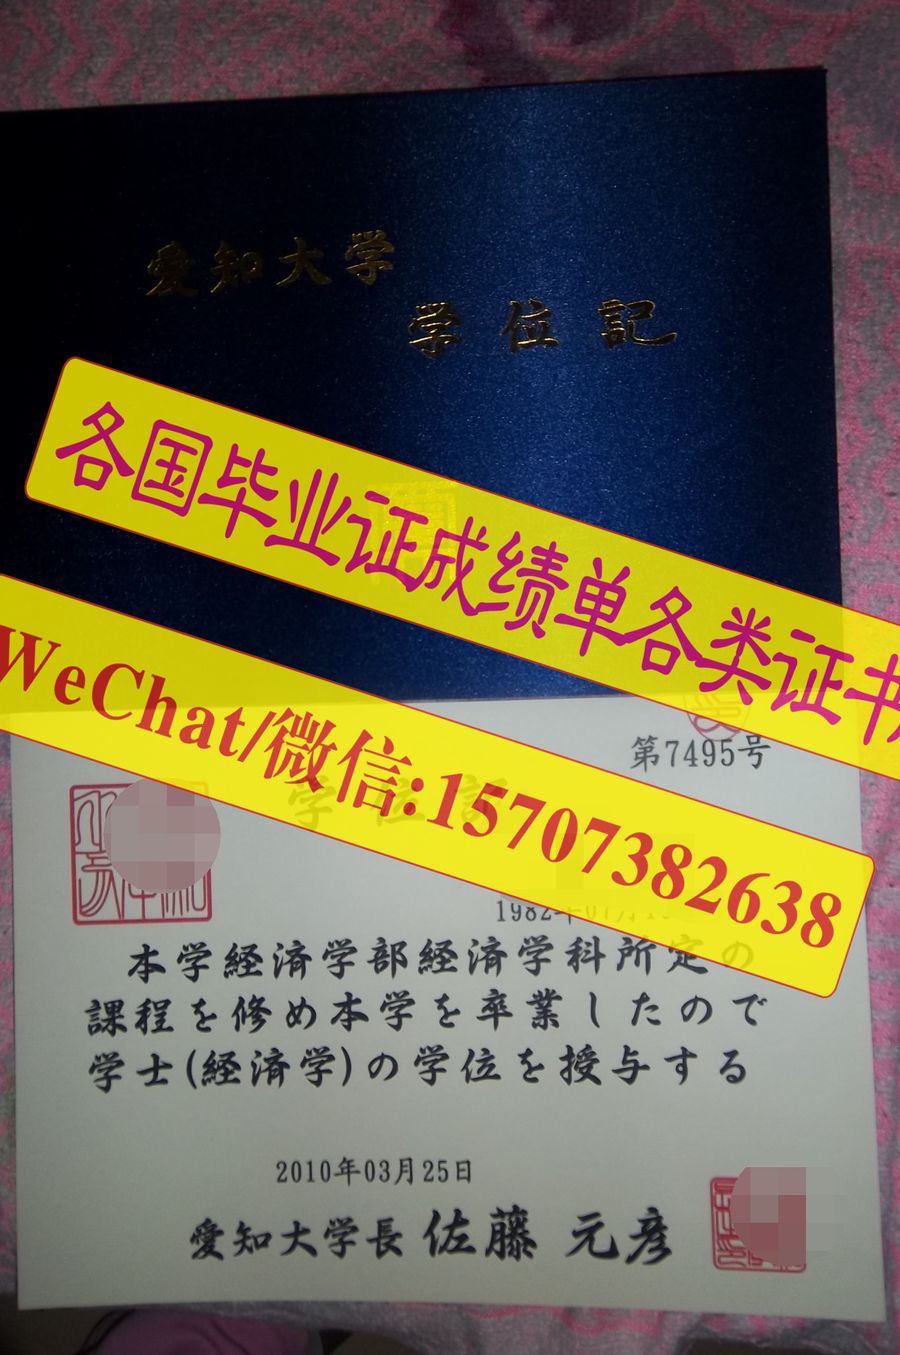 愛知大学
学位記
各国毕业证成绩单各类证书
WeChat/微信:15707382638
第7495号
学位記
本学経済学部経済学科所定の
課程を修め本学を卒業したので
学士(経済学)の学位を授与する
2010年03月25日
愛知大学長 佐藤 元彦